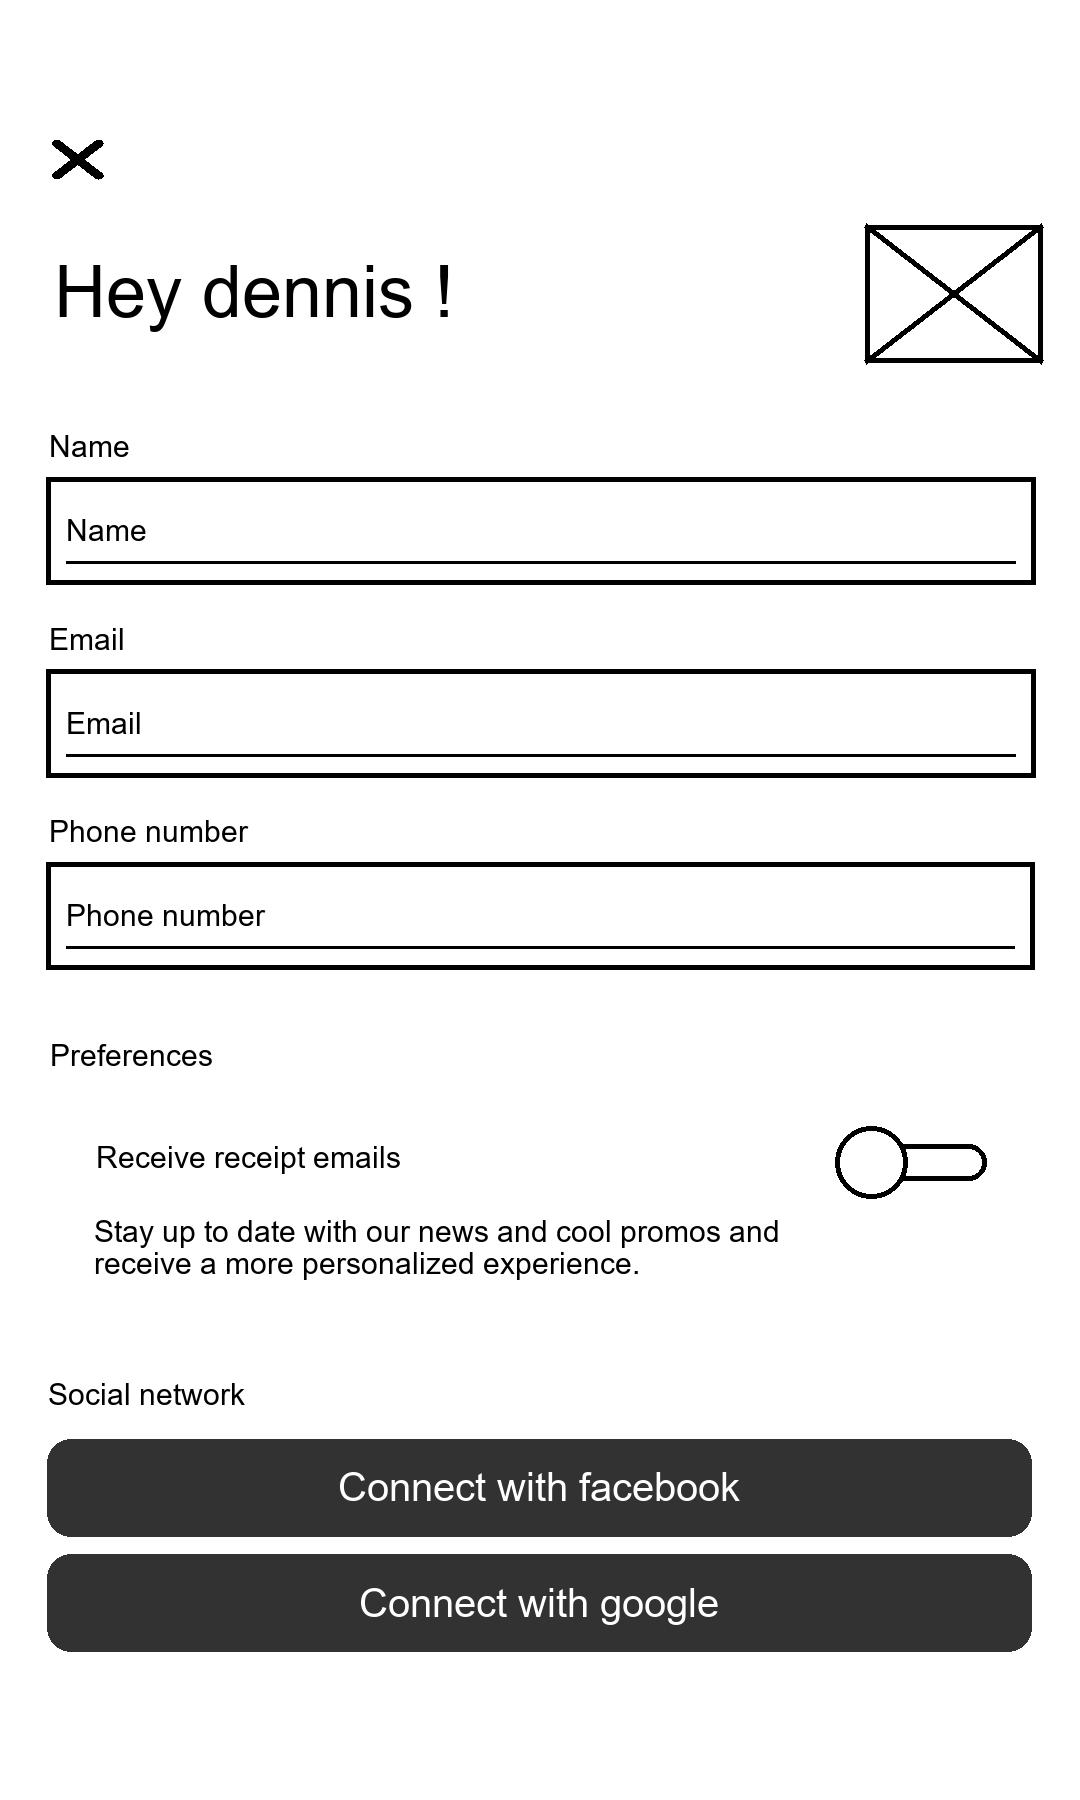 Hey dennis !
Name
Name
Email
Email
Phone number
Phone number
Preferences
Receive receipt emails
Stay up to date with our news and cool promos and
receive a more personalized experience.
Social network
Connect with facebook
Connect with google